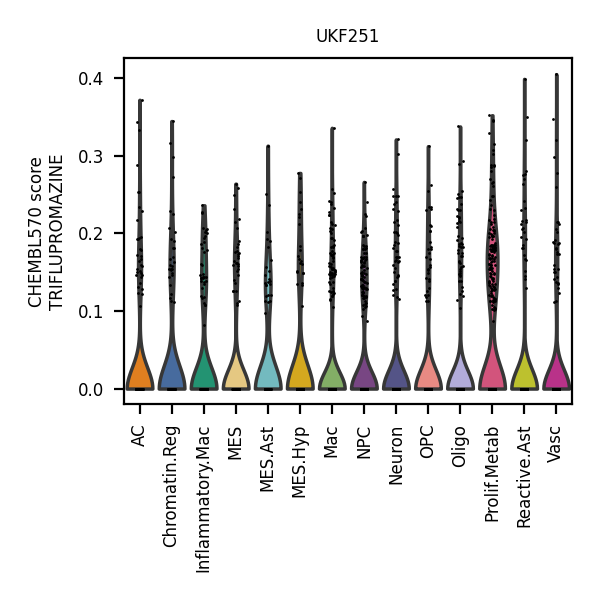 UKF251
CHEMBL570 score
TRIFLUPROMAZINE
0.4
0.3
0.2
0.1
0.0
AC
Chromatin.Reg
Inflammatory.Mac
MES
MES.Ast
MES.Hyp
Mac
NPC
Neuron
OPC
Oligo
Prolif.Metab
Reactive.Ast
Vasc